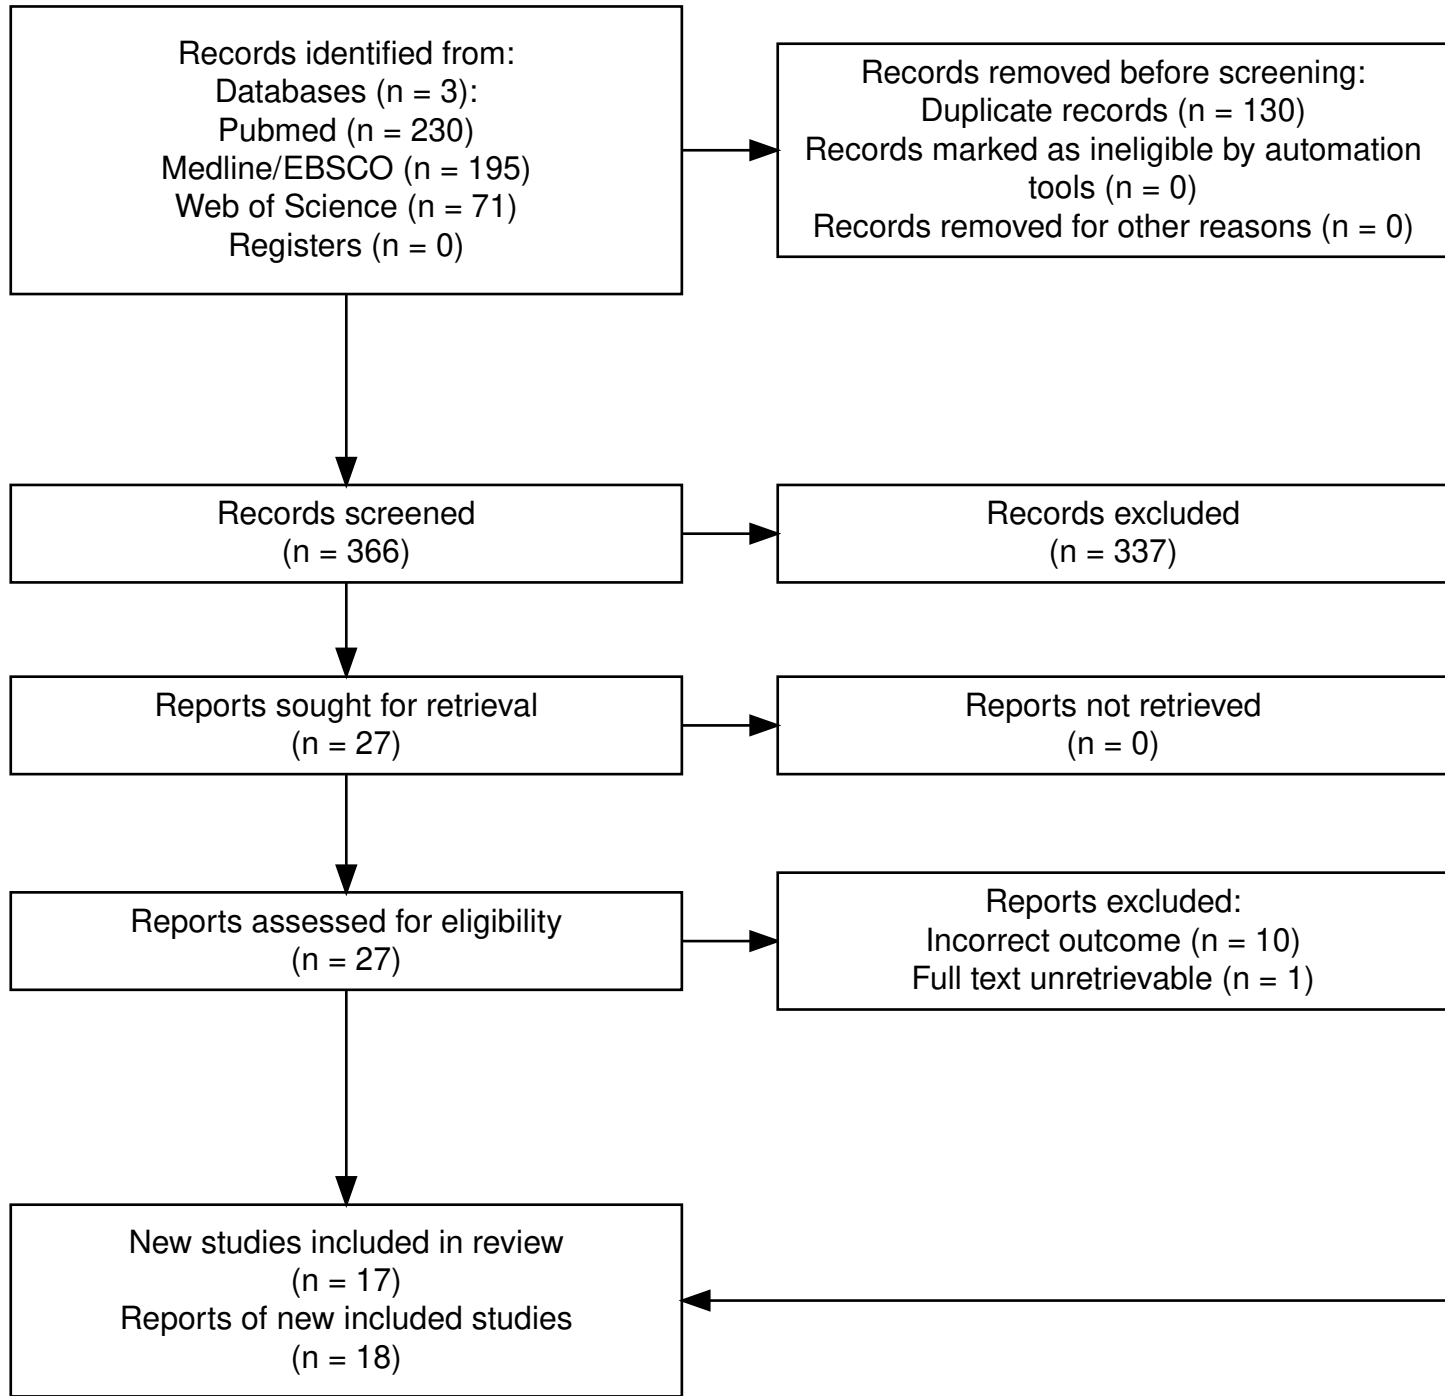 Records identified from:
Databases (n = 3):
Pubmed (n = 230)
Medline/EBSCO (n = 195)
Web of Science (n = 71)
Registers (n = 0)
Records removed before screening:
Duplicate records (n = 130)
Records marked as ineligible by automation
tools (n = 0)
Records removed for other reasons (n = 0)
Records screened
(n = 366)
Records excluded
(n = 337)
Reports sought for retrieval
(n = 27)
Reports not retrieved
(n = 0)
Reports assessed for eligibility
(n = 27)
Reports excluded:
Incorrect outcome (n = 10)
Full text unretrievable (n = 1)
New studies included in review
(n = 17)
Reports of new included studies
(n = 18)